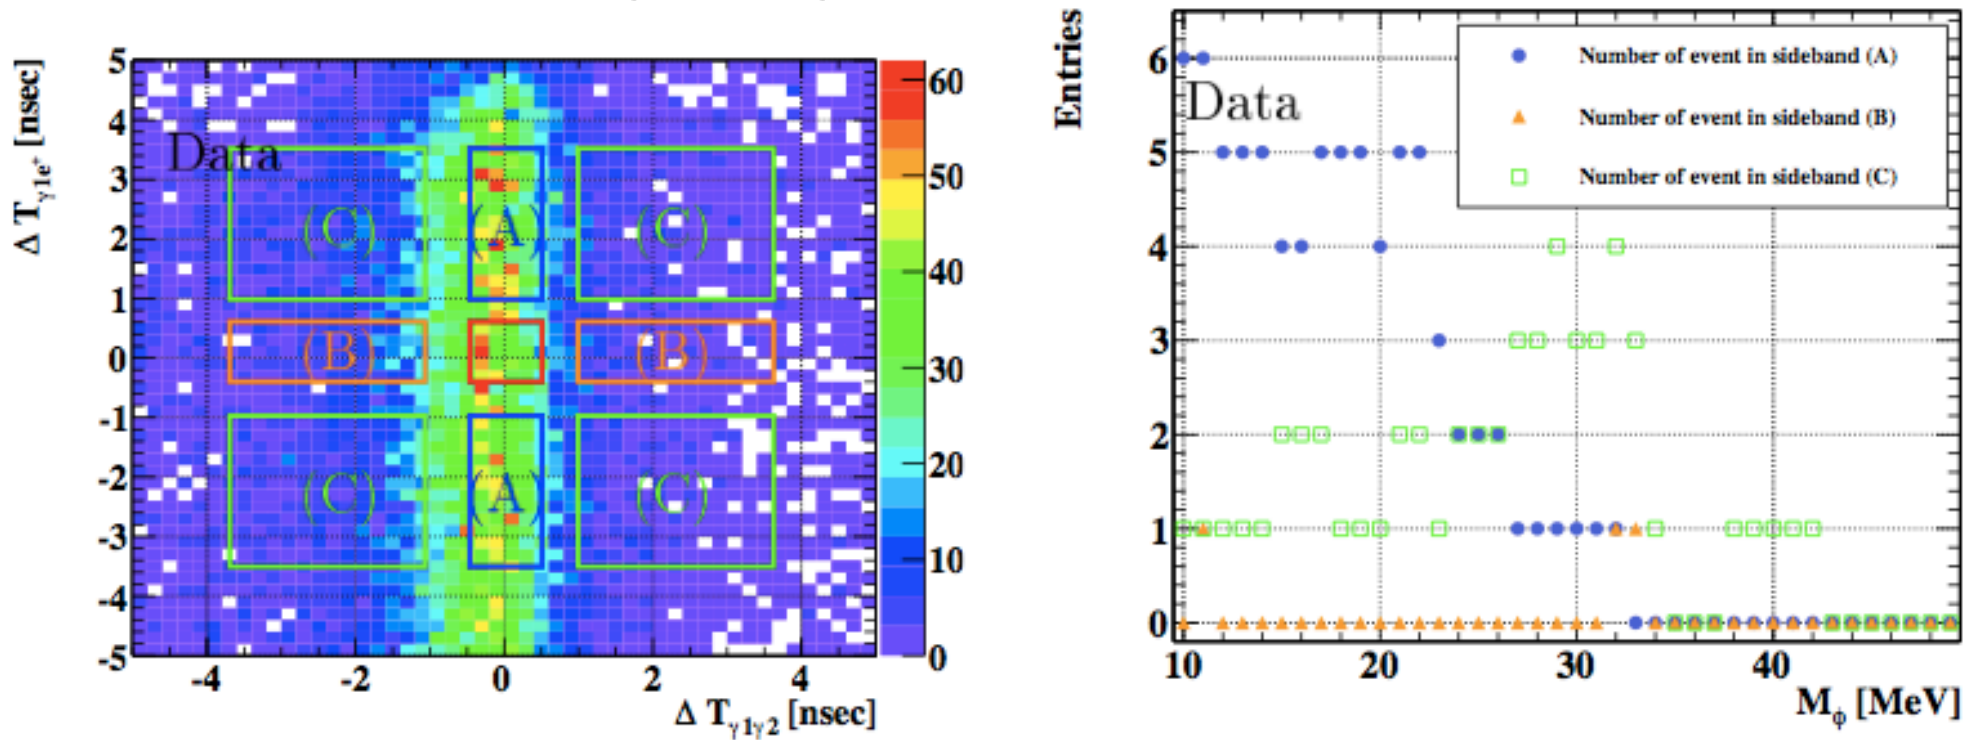 Δ T_γ1e⁺ [nsec]
5
4
3
2
1
0
-1
-2
-3
-4
-5
Data
(C)
(A)
(C)
(B)
(B)
(C)
(A)
(C)
-4
-2
0
2
4
Δ T_γ1γ2 [nsec]
60
50
40
30
20
10
0
Entries
6
5
4
3
2
1
0
Data
Number of event in sideband (A)
Number of event in sideband (B)
Number of event in sideband (C)
10
20
30
40
M_ϕ [MeV]